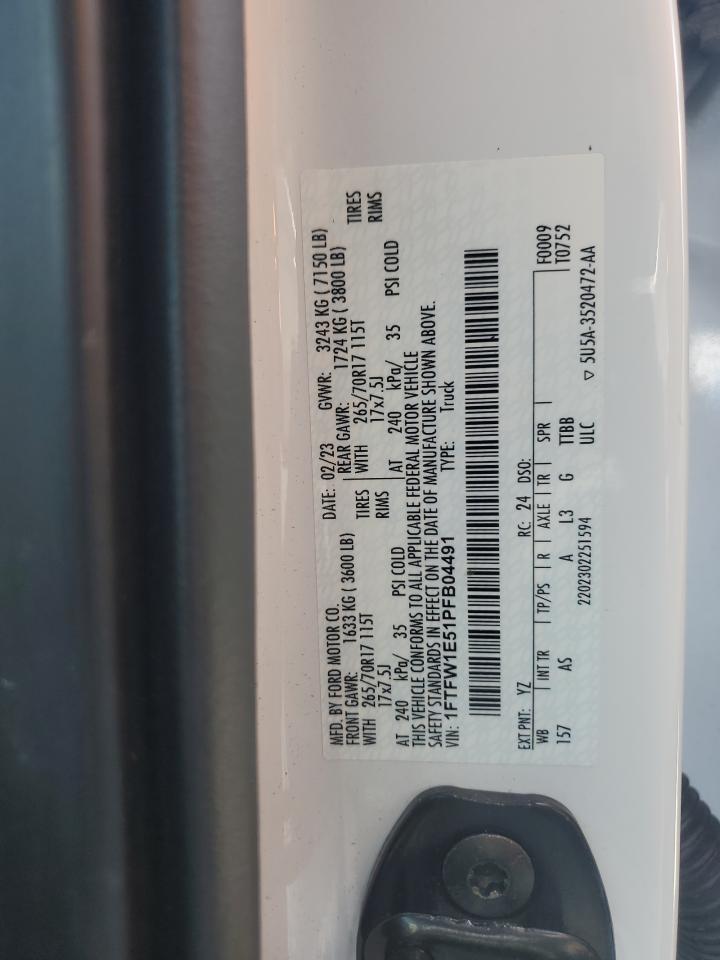 MFD. BY FORD MOTOR CO.
DATE: 02/23 GVWR: 3243 KG ( 7150 LB)
FRONT GAWR: 1633 KG ( 3600 LB) REAR GAWR: 1724 KG ( 3800 LB)
WITH 265/70R17 115T TIRES WITH 265/70R17 115T TIRES
17x7.5J RIMS 17x7.5J RIMS
AT 240 kPa/ 35 PSI COLD AT 240 kPa/ 35 PSI COLD
THIS VEHICLE CONFORMS TO ALL APPLICABLE FEDERAL MOTOR VEHICLE
SAFETY STANDARDS IN EFFECT ON THE DATE OF MANUFACTURE SHOWN ABOVE.
VIN: 1FTFW1E51PFB04491 TYPE: Truck
EXT PNT: YZ RC: 24 DSO: F0009
WB INT TR TP/PS R AXLE TR SPR T0752
157 AS A L3 G TTBB
ULC
2202302251594 ▽ 5U5A-3520472-AA